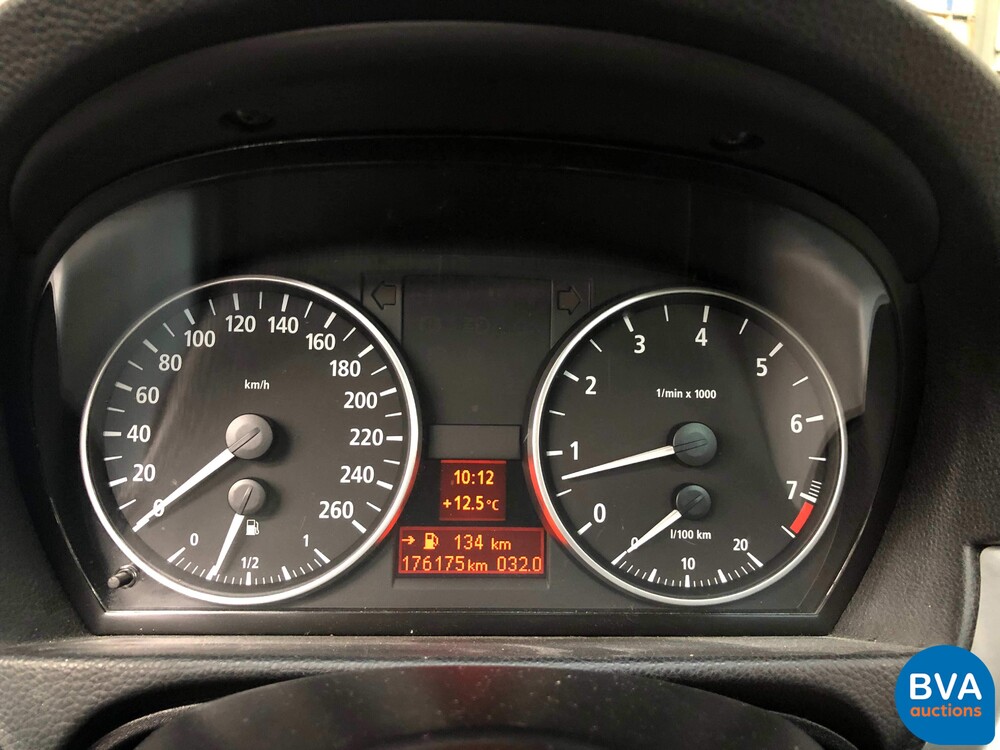 0 20 40 60 80 100 120 140 160 180 200 220 240 260
km/h
0 1/2 1
10:12
+12.5°C
134 km
176175km 032.0
0 1 2 3 4 5 6 7
1/min x 1000
l/100 km
0 10 20
BVA
auctions